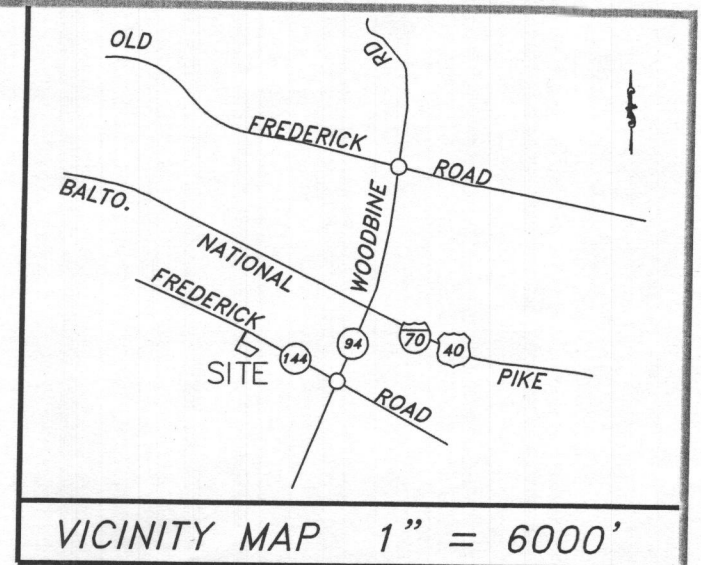 OLD
FREDERICK
ROAD
RD
WOODBINE
BALTO.
NATIONAL
PIKE
FREDERICK
ROAD
SITE
144
94
70
40
VICINITY MAP 1" = 6000'